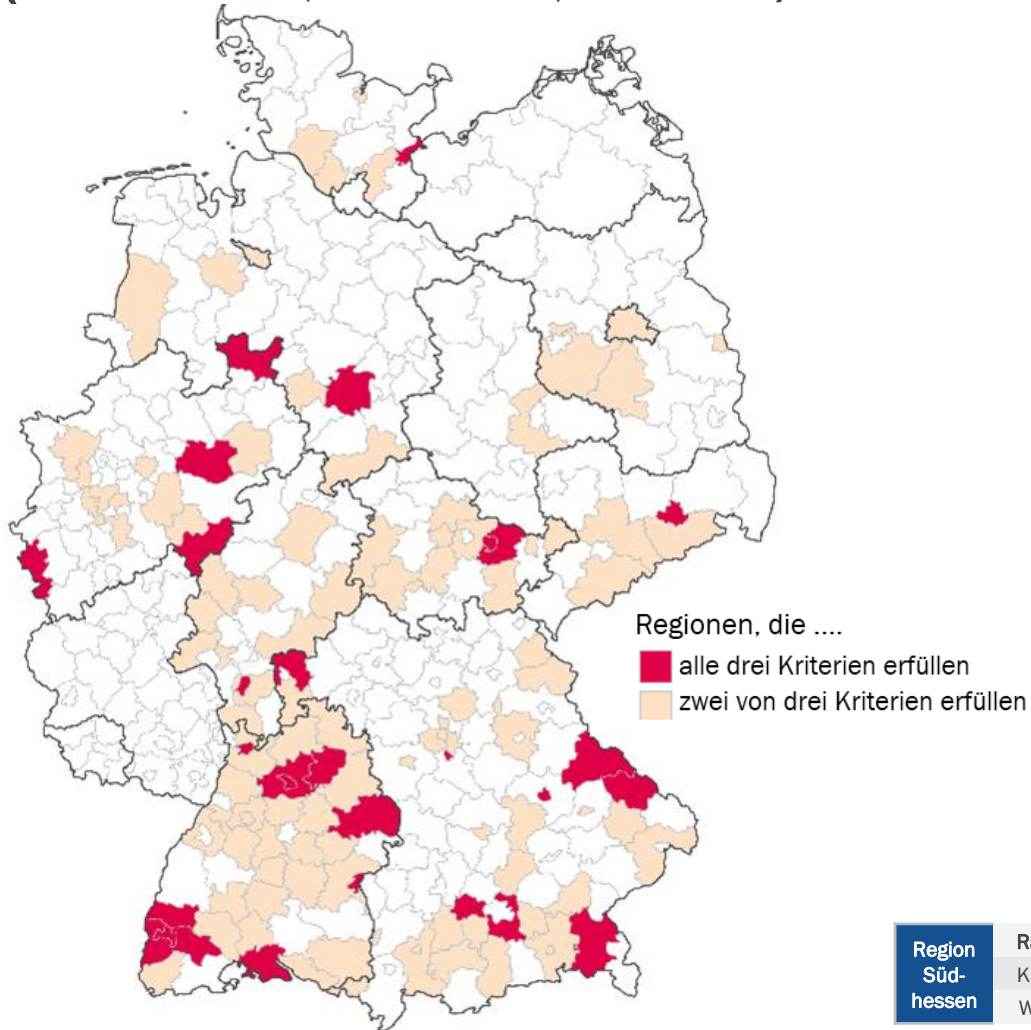 Regionen, die ....
alle drei Kriterien erfüllen
zwei von drei Kriterien erfüllen
Region
Süd-
hessen